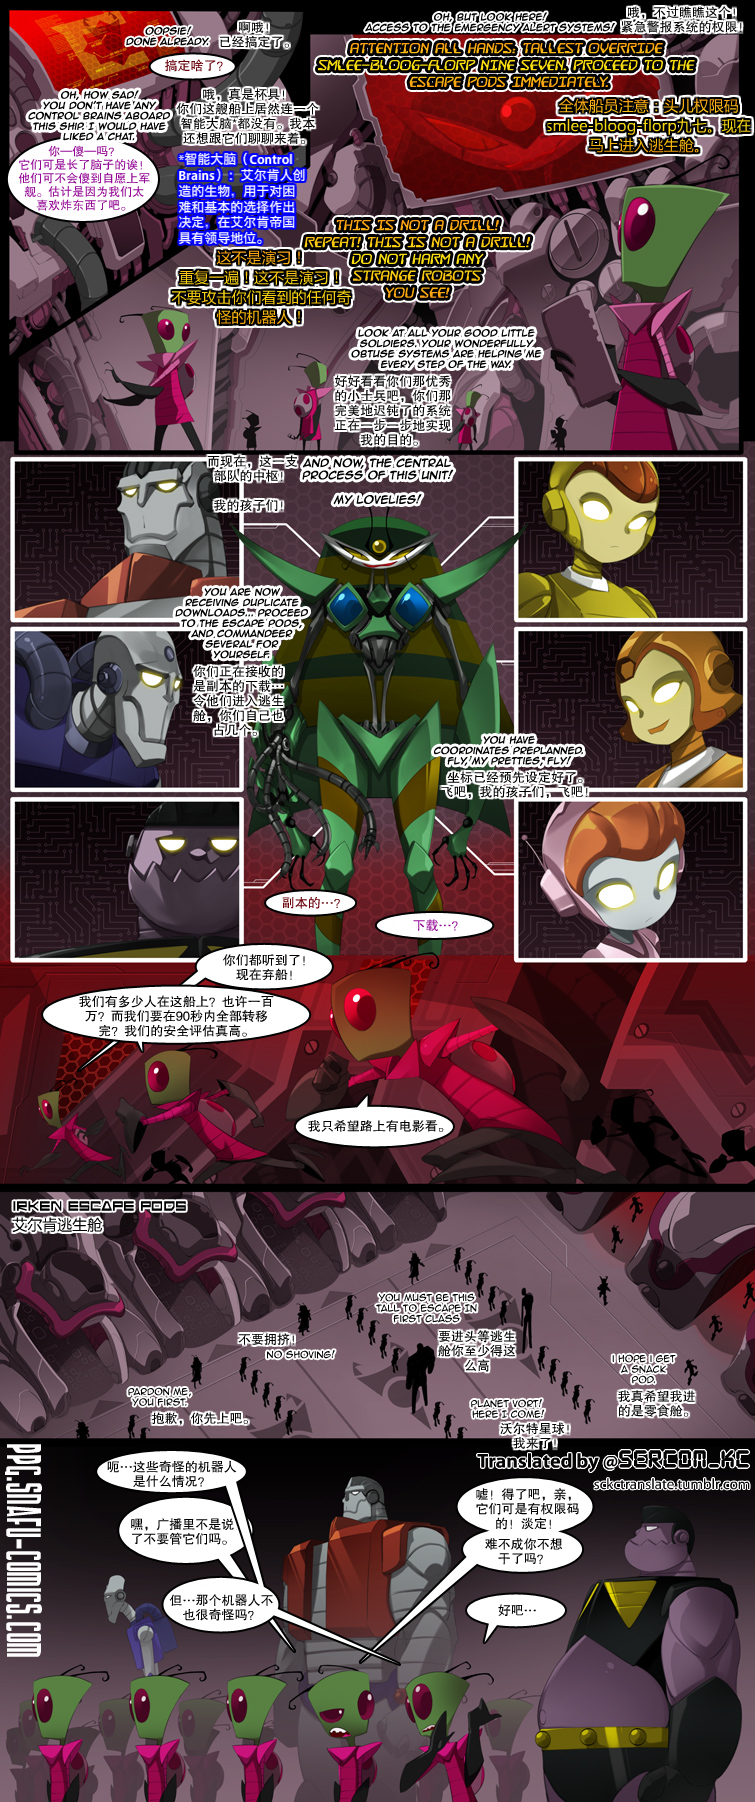 OOPSIE!
DONE ALREADY.
啊哦！
已经搞定了。
搞定啥了？
OH, BUT LOOK HERE!
ACCESS TO THE EMERGENCY ALERT SYSTEMS!
哦，不过瞧瞧这个！
紧急警报系统的权限！
ATTENTION ALL HANDS: TALLEST OVERRIDE
SMLEE-BLOOG-FLORP NINE SEVEN. PROCEED TO THE
ESCAPE PODS IMMEDIATELY.
全体船员注意：头儿权限码
smlee-bloog-florp九七。现在
马上进入逃生舱。
OH, HOW SAD!
YOU DON'T HAVE ANY
CONTROL BRAINS* ABOARD
THIS SHIP. I WOULD HAVE
LIKED A CHAT.
哦，真是杯具！
你们这艘船上居然连一个
智能大脑*都没有。我本
还想跟它们聊聊来着。
你一傻一吗？
它们可是长了脑子的诶！
他们可不会傻到自愿上军
舰。估计是因为我们太
喜欢炸东西了吧。
*智能大脑（Control
Brains）：艾尔肯人创
造的生物，用于对困
难和基本的选择作出
决定，在艾尔肯帝国
具有领导地位。
THIS IS NOT A DRILL!
REPEAT! THIS IS NOT A DRILL!
DO NOT HARM ANY
STRANGE ROBOTS
YOU SEE!
这不是演习！
重复一遍！这不是演习！
不要攻击你们看到的任何奇
怪的机器人！
LOOK AT ALL YOUR GOOD LITTLE
SOLDIERS. YOUR WONDERFULLY
OBTUSE SYSTEMS ARE HELPING ME
EVERY STEP OF THE WAY.
好好看看你们那优秀
的小士兵吧，你们那
完美地迟钝了的系统
正在一步一步地实现
我的目的。
而现在，这一支
部队的中枢！
我的孩子们！
AND NOW, THE CENTRAL
PROCESS OF THIS UNIT!
MY LOVELIES!
YOU ARE NOW
RECEIVING DUPLICATE
DOWNLOADS... PROCEED
TO THE ESCAPE PODS,
AND COMMANDEER
SEVERAL FOR
YOURSELF.
你们正在接收的
是副本的下载…
令他们进入逃生
舱，你们自己也
占几个。
YOU HAVE
COORDINATES PREPLANNED.
FLY, MY PRETTIES, FLY!
坐标已经预先设定好了。
飞吧，我的孩子们，飞吧！
副本的…？
下载…？
你们都听到了！
现在弃船！
我们有多少人在这船上？也许一百
万？而我们要在90秒内全部转移
完？我们的安全评估真高。
我只希望路上有电影看。
IRKEN ESCAPE PODS
艾尔肯逃生舱
不要拥挤！
NO SHOVING!
YOU MUST BE THIS
TALL TO ESCAPE IN
FIRST CLASS
要进头等逃生
舱你至少得这
么高
I HOPE I GET
A SNACK
POD.
我真希望我进
的是零食舱。
PARDON ME,
YOU FIRST.
抱歉，你先上吧。
PLANET VORT!
HERE I COME!
沃尔特星球！
我来了！
PPG.SNAFU-COMICS.COM
Translated by @SERCOM_KC
sckctranslate.tumblr.com
呃…这些奇怪的机器人
是什么情况？
嘿，广播里不是说
了不要管它们吗。
但…那个机器人不
也很奇怪吗？
嘘！得了吧，亲，
它们可是有权限码
的！淡定！
难不成你不想
干了吗？
好吧…